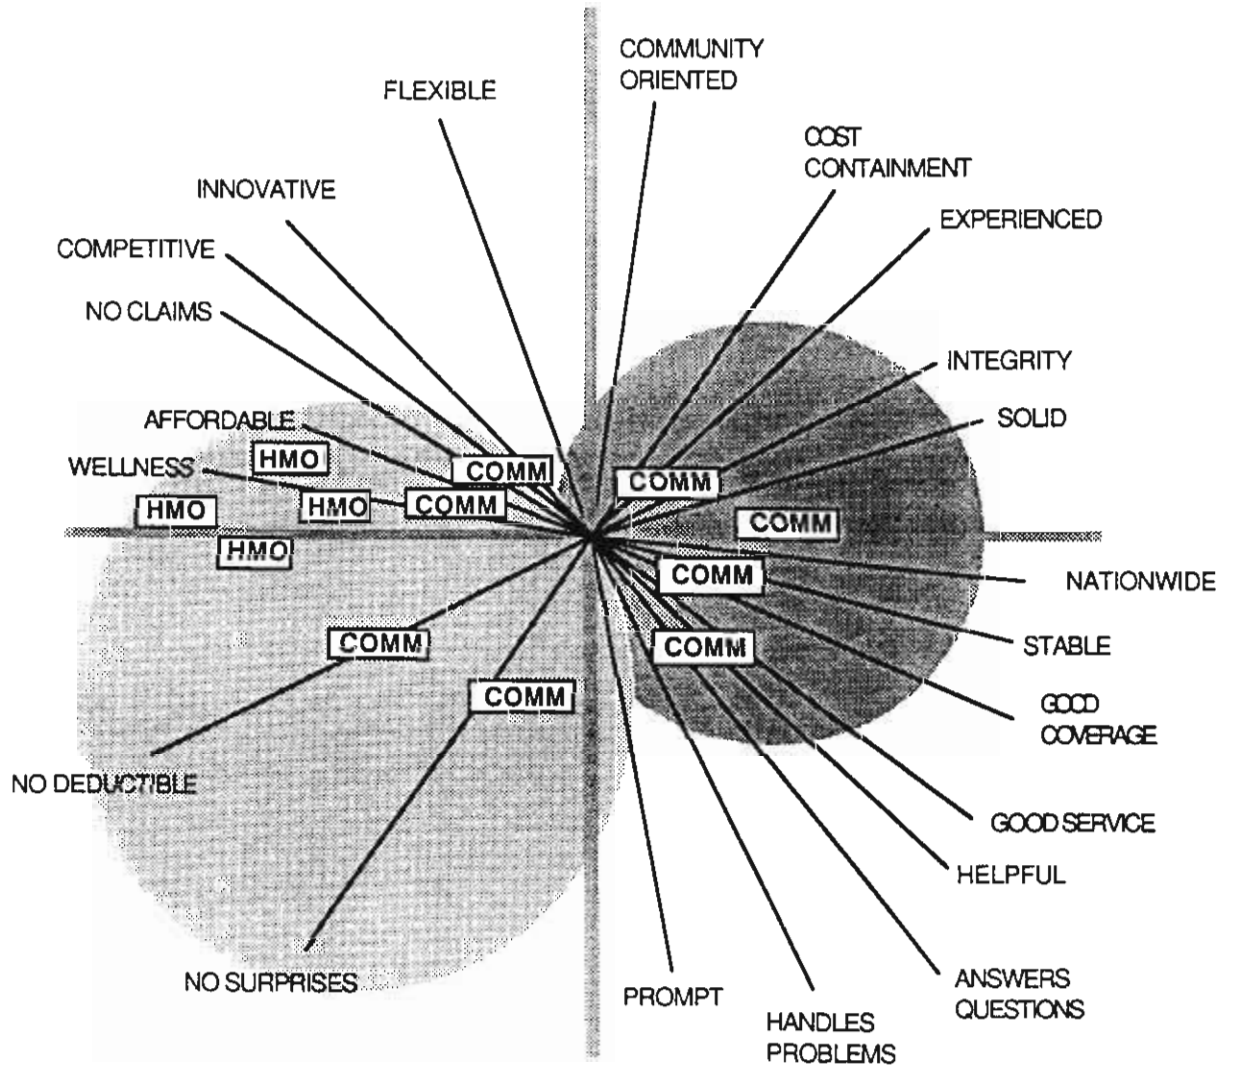 COMMUNITY
ORIENTED
FLEXIBLE
COST
CONTAINMENT
INNOVATIVE
EXPERIENCED
COMPETITIVE
NO CLAIMS
INTEGRITY
AFFORDABLE
SOLID
HMO
WELLNESS
COMM
COMM
HMO
HMO
COMM
COMM
HMO
COMM
NATIONWIDE
COMM
COMM
STABLE
COMM
GOOD
COVERAGE
NO DEDUCTIBLE
GOOD SERVICE
HELPFUL
NO SURPRISES
PROMPT
ANSWERS
QUESTIONS
HANDLES
PROBLEMS